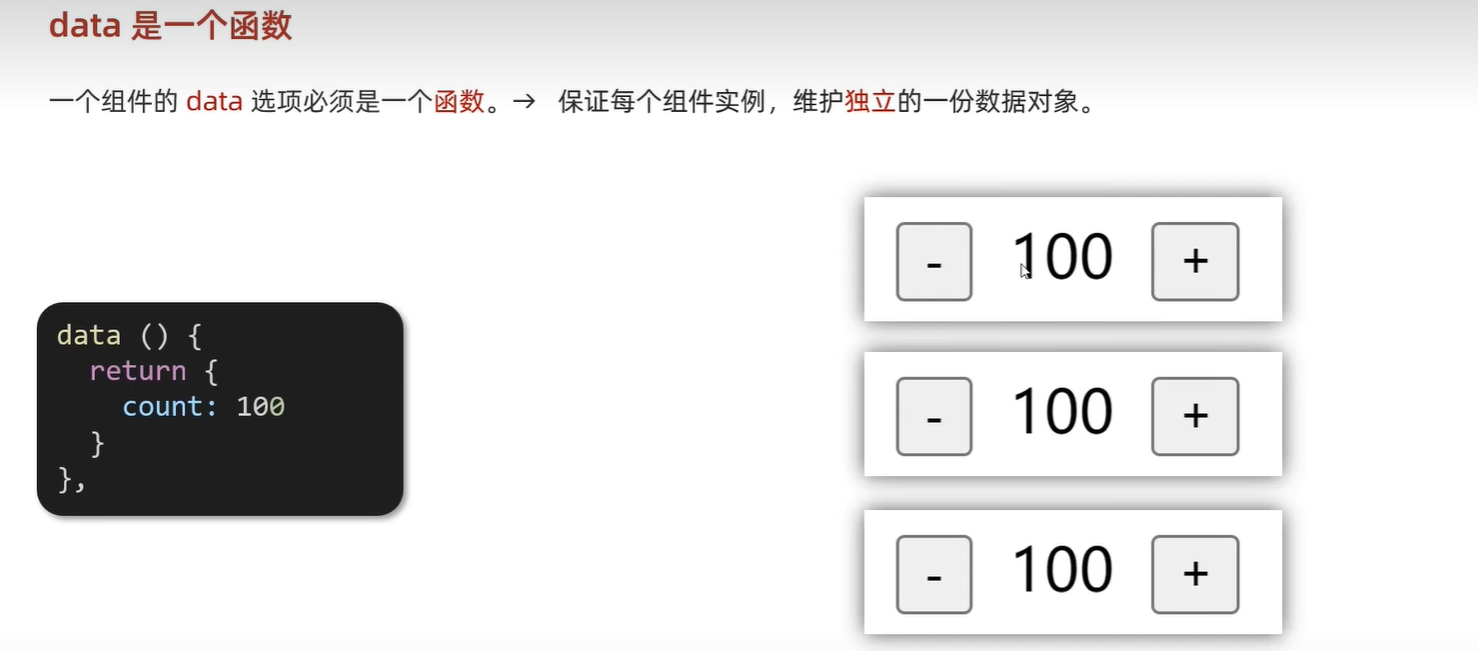 data 是一个函数
一个组件的 data 选项必须是一个函数。→ 保证每个组件实例，维护独立的一份数据对象。
data () {
return {
count: 100
}
},
- 100 +
- 100 +
- 100 +